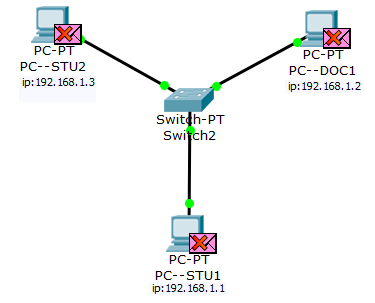 PC-PT
PC--STU2
ip:192.168.1.3
PC-PT
PC--DOC1
ip:192.168.1.2
Switch-PT
Switch2
PC-PT
PC--STU1
ip:192.168.1.1